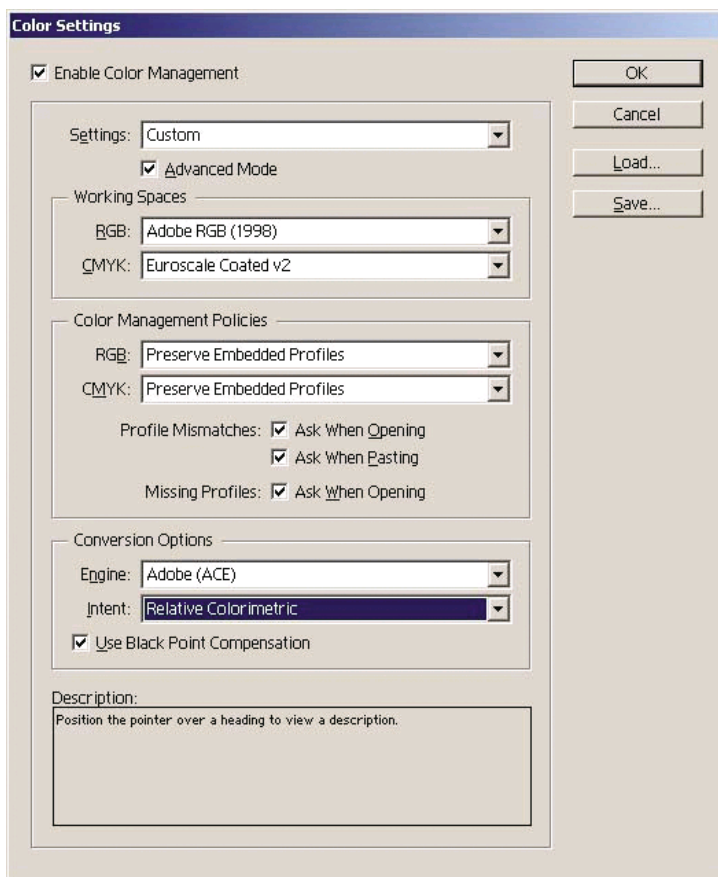 Color Settings
Enable Color Management
OK
Cancel
Settings: Custom
Load...
Advanced Mode
Working Spaces
Save...
RGB: Adobe RGB (1998)
CMYK: Euroscale Coated v2
Color Management Policies
RGB: Preserve Embedded Profiles
CMYK: Preserve Embedded Profiles
Profile Mismatches: Ask When Opening
Ask When Pasting
Missing Profiles: Ask When Opening
Conversion Options
Engine: Adobe (ACE)
Intent: Relative Colorimetric
Use Black Point Compensation
Description:
Position the pointer over a heading to view a description.